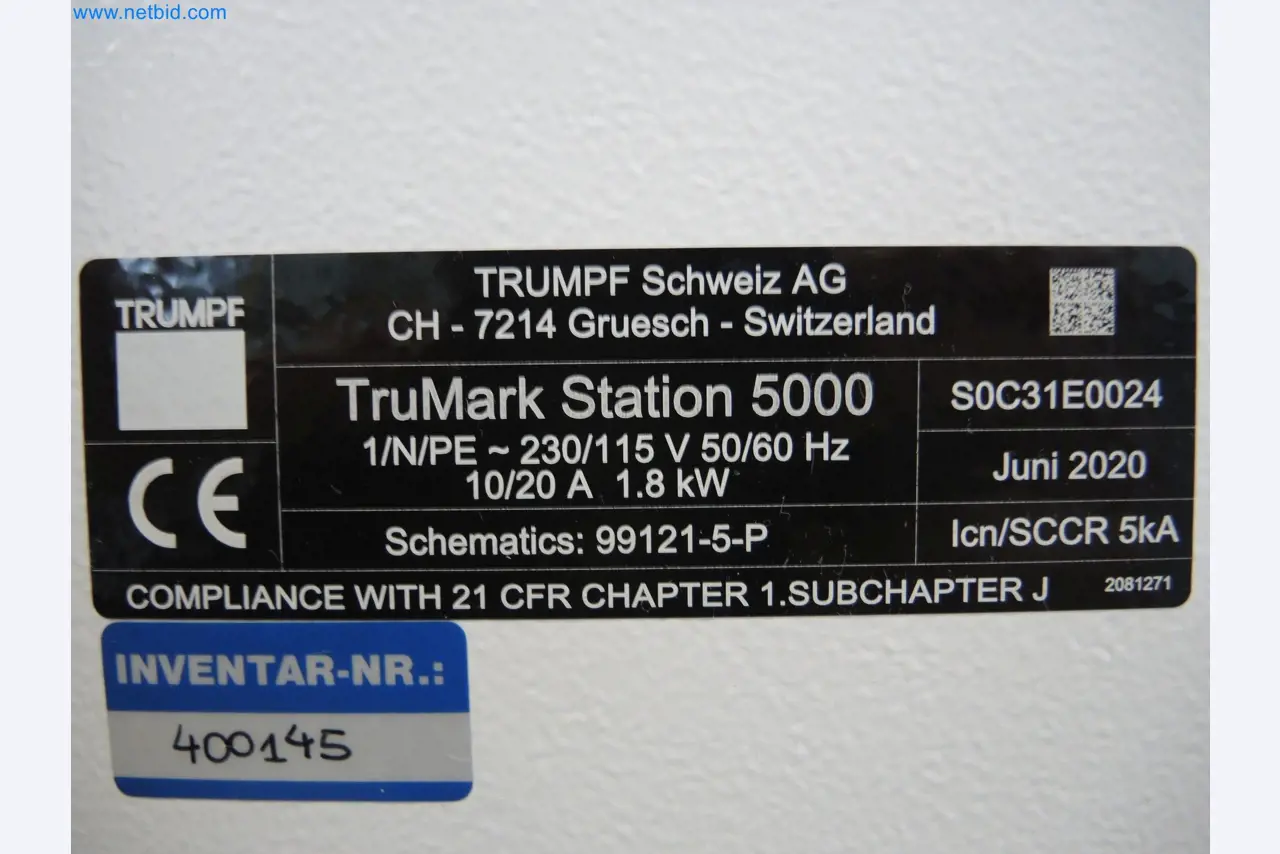 www.netbid.com
TRUMPF
TRUMPF Schweiz AG
CH - 7214 Gruesch - Switzerland
TruMark Station 5000
1/N/PE ~ 230/115 V 50/60 Hz
10/20 A 1.8 kW
S0C31E0024
Juni 2020
CE
Schematics: 99121-5-P
Icn/SCCR 5kA
COMPLIANCE WITH 21 CFR CHAPTER 1.SUBCHAPTER J
2081271
INVENTAR-NR.:
400145